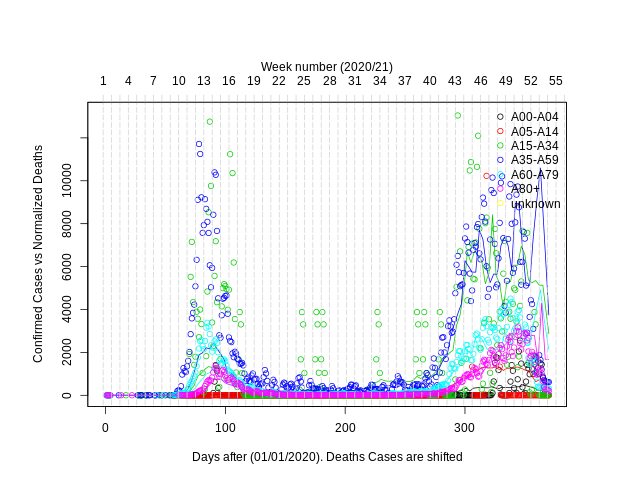 Week number (2020/21)
1 4 7 10 13 16 19 22 25 28 31 34 37 40 43 46 49 52 55
Confirmed Cases vs Normalized Deaths
0 2000 4000 6000 8000 10000
A00-A04
A05-A14
A15-A34
A35-A59
A60-A79
A80+
unknown
0 100 200 300
Days after (01/01/2020). Deaths Cases are shifted